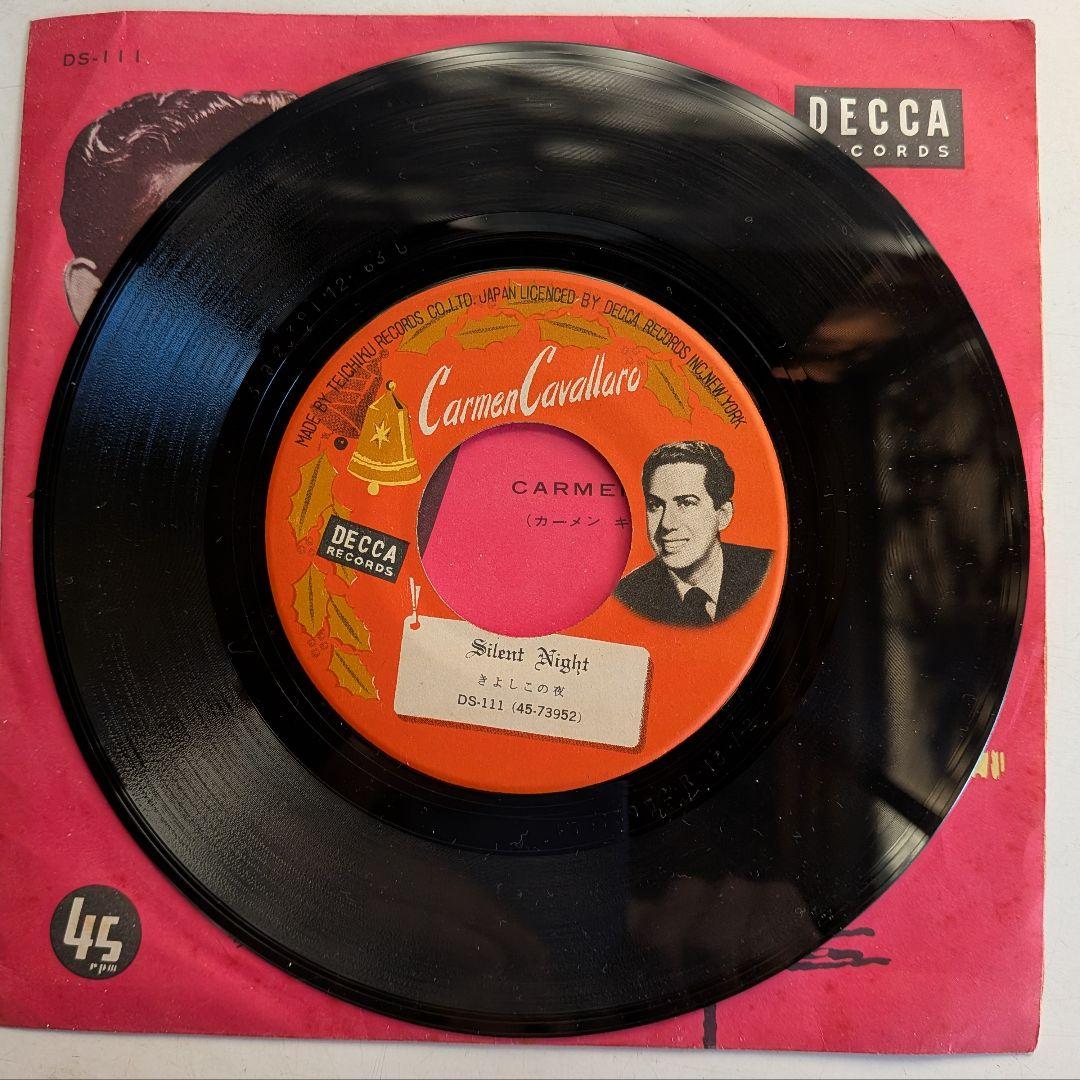 DS-111
DECCA
RECORDS
MADE BY TEICHIKU RECORDS CO., LTD. JAPAN LICENCED BY DECCA RECORDS INC. NEW YORK
Carmen Cavallaro
CARME
(カーメン キ
DECCA
RECORDS
Silent Night
きよしこの夜
DS-111 (45-73952)
45
rpm